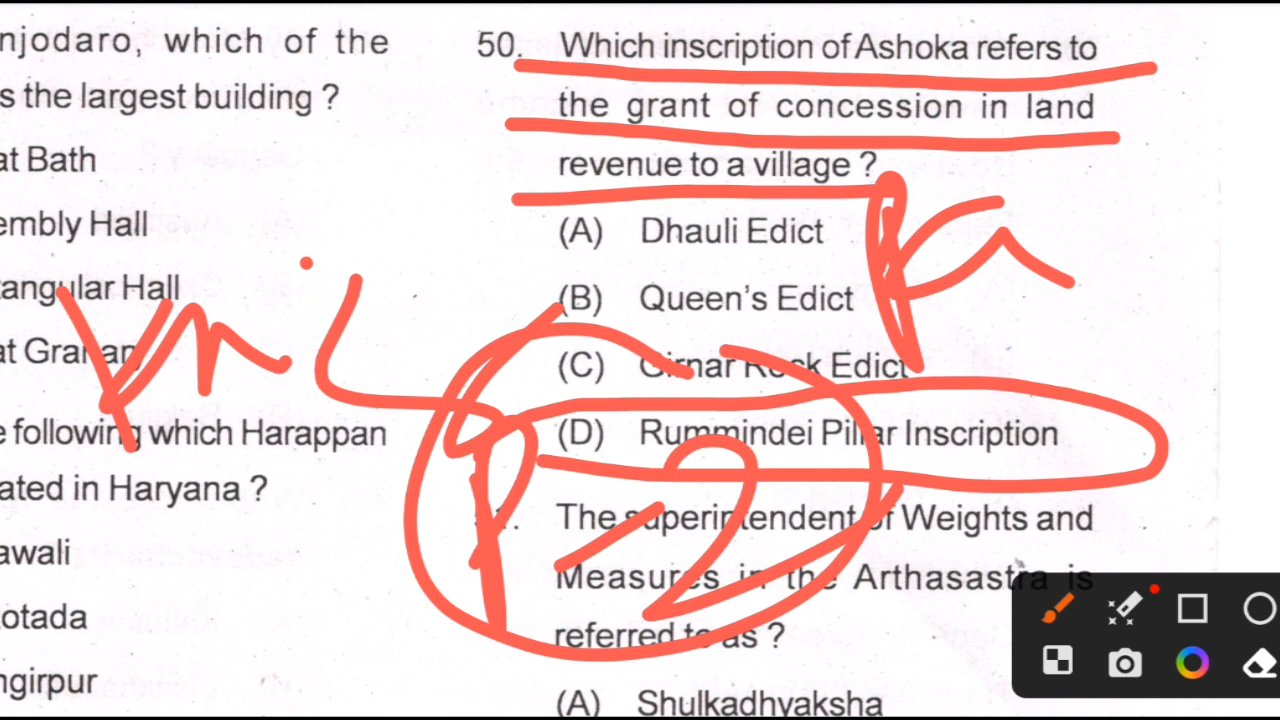 njodaro, which of the
s the largest building ?
at Bath
embly Hall
tangular Hall
at Granary
e following which Harappan
ated in Haryana ?
awali
otada
ngirpur
50. Which inscription of Ashoka refers to
the grant of concession in land
revenue to a village ?
(A) Dhauli Edict
(B) Queen's Edict
(C) Girnar Rock Edict
(D) Rummindei Pillar Inscription
51. The superintendent of Weights and
Measures in the Arthasastra is
referred to as ?
(A) Shulkadhyaksha